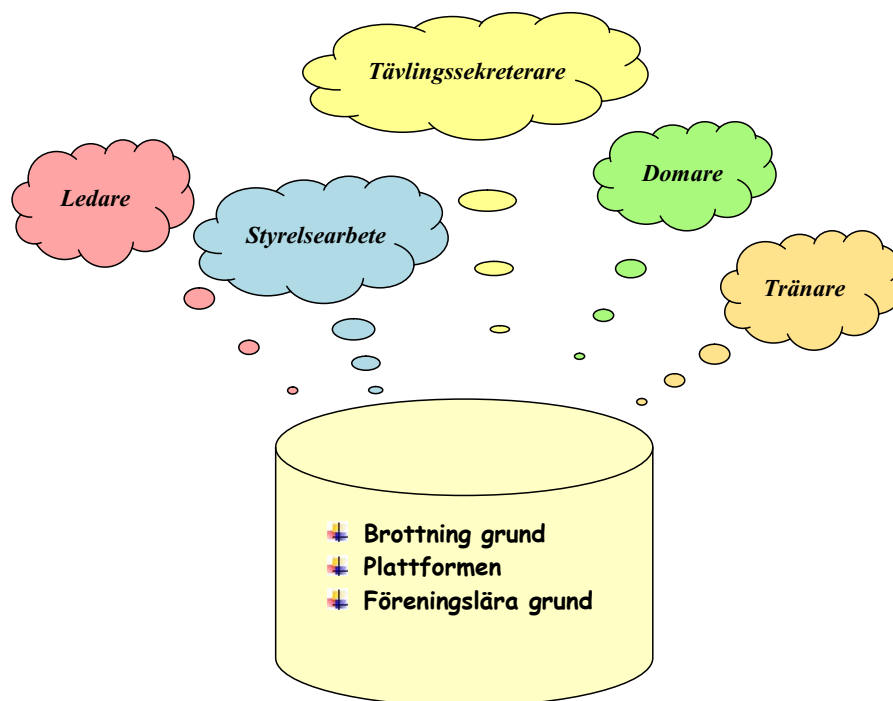 Tävlingssekreterare
Ledare
Domare
Styrelsearbete
Tränare
Brottning grund
Plattformen
Föreningslära grund